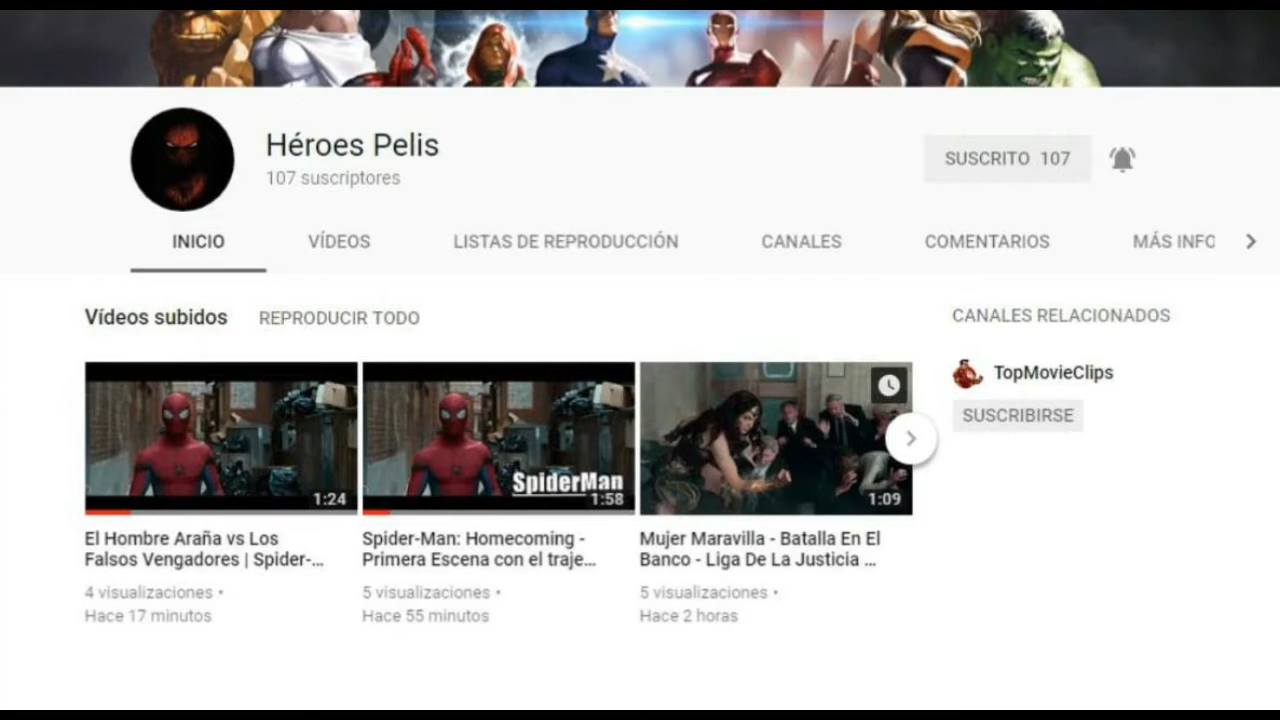 Héroes Pelis
107 suscriptores
SUSCRITO 107
INICIO
VÍDEOS
LISTAS DE REPRODUCCIÓN
CANALES
COMENTARIOS
MÁS INFO
Vídeos subidos
REPRODUCIR TODO
CANALES RELACIONADOS
TopMovieClips
SUSCRIBIRSE
1:24
El Hombre Araña vs Los
Falsos Vengadores | Spider-...
4 visualizaciones •
Hace 17 minutos
SpiderMan
1:58
Spider-Man: Homecoming -
Primera Escena con el traje...
5 visualizaciones •
Hace 55 minutos
1:09
Mujer Maravilla - Batalla En El
Banco - Liga De La Justicia ...
5 visualizaciones •
Hace 2 horas